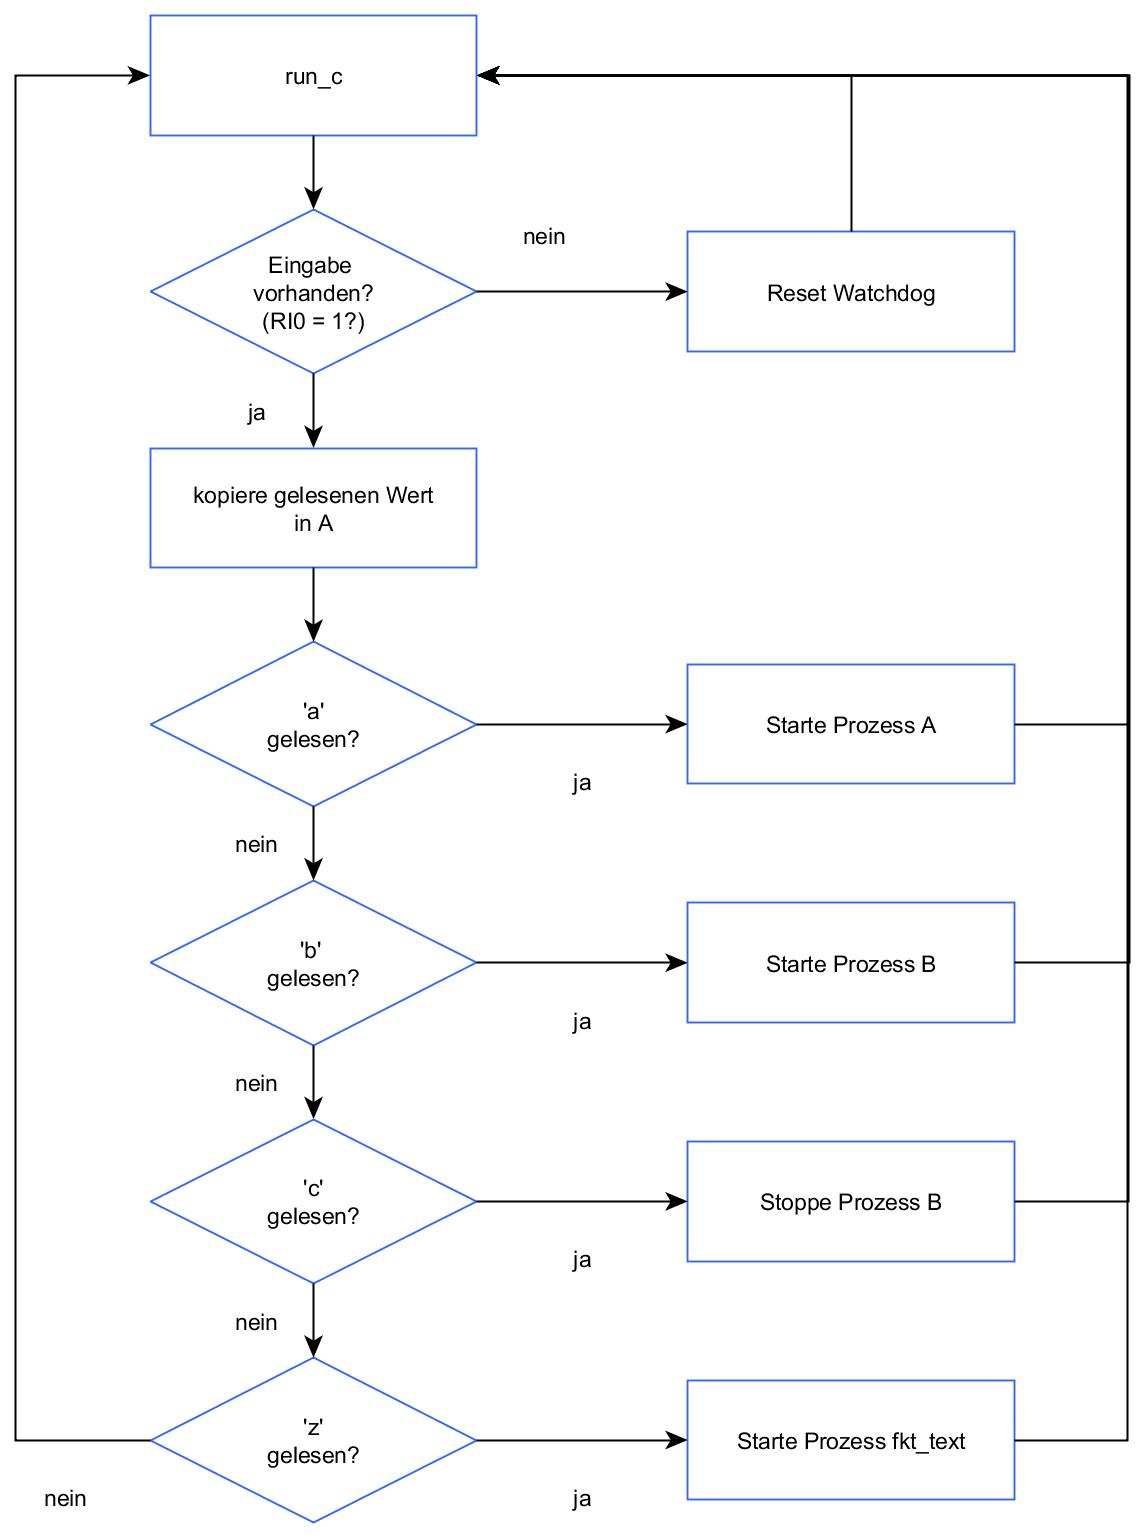 run_c
nein
Eingabe
vorhanden?
(RI0 = 1?)
Reset Watchdog
ja
kopiere gelesenen Wert
in A
'a'
gelesen?
Starte Prozess A
ja
nein
'b'
gelesen?
Starte Prozess B
ja
nein
'c'
gelesen?
Stoppe Prozess B
ja
nein
'z'
gelesen?
Starte Prozess fkt_text
nein
ja